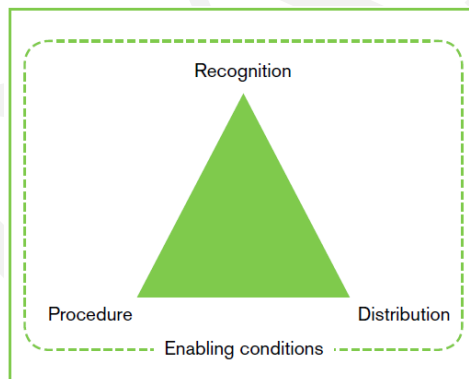 Recognition
Procedure
Distribution
Enabling conditions